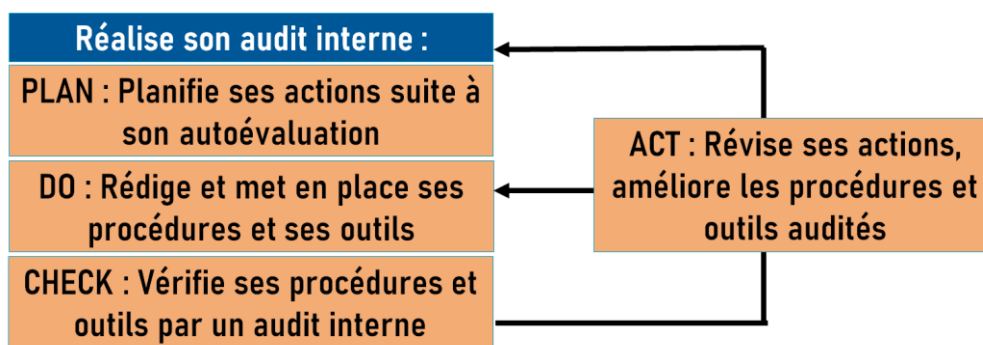 Réalise son audit interne :
PLAN : Planifie ses actions suite à
son autoévaluation
DO : Rédige et met en place ses
procédures et ses outils
CHECK : Vérifie ses procédures et
outils par un audit interne
ACT : Révise ses actions,
améliore les procédures et
outils audités